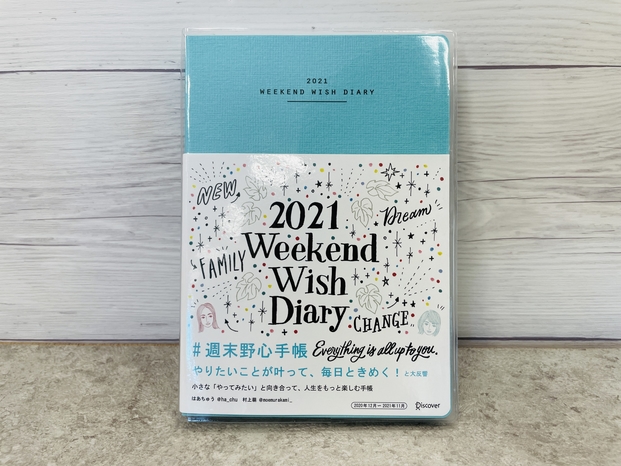 2021
WEEKEND WISH DIARY
NEW
Dream
FAMILY
2021
Weekend
Wish
Diary
CHANGE
#週末野心手帳
Everything is all up to you.
やりたいことが叶って、毎日ときめく！と大反響
小さな「やってみたい」と向き合って、人生をもっと楽しむ手帳
はあちゅう @ha_chu 村上萌 @moemurakami_
2020年12月－2021年11月
Discover